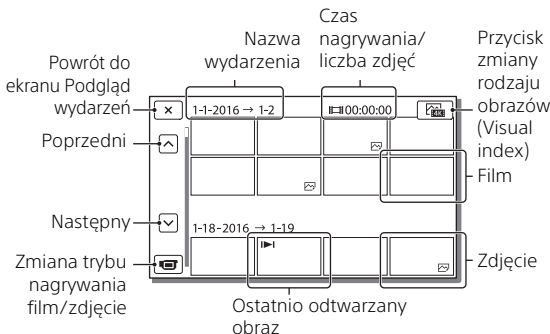 Powrót do
ekranu Podgląd
wydarzeń
Nazwa
wydarzenia
Czas
nagrywania/
liczba zdjęć
Przycisk
zmiany
rodzaju
obrazów
(Visual
index)
1-1-2016 → 1-2
00:00:00
4K
Poprzedni
Film
Następny
1-18-2016 → 1-19
Zmiana trybu
nagrywania
film/zdjęcie
Zdjęcie
Ostatnio odtwarzany
obraz